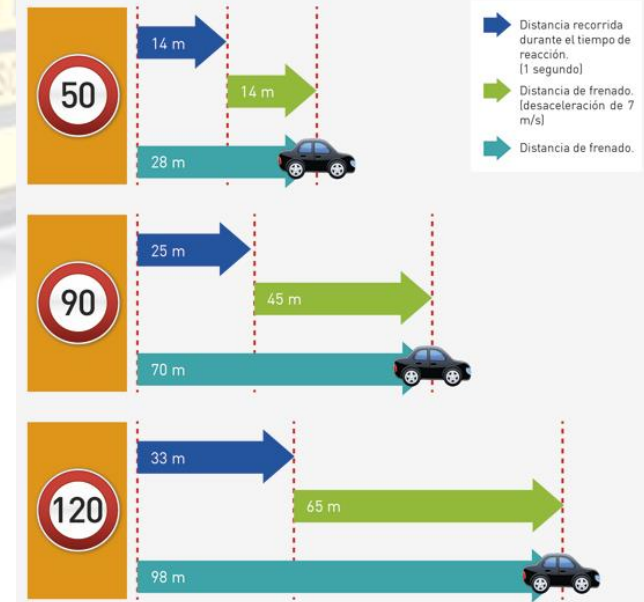 50
14 m
14 m
28 m
90
25 m
45 m
70 m
120
33 m
65 m
98 m
Distancia recorrida
durante el tiempo de
reacción.
(1 segundo)
Distancia de frenado.
(desaceleración de 7
m/s)
Distancia de frenado.